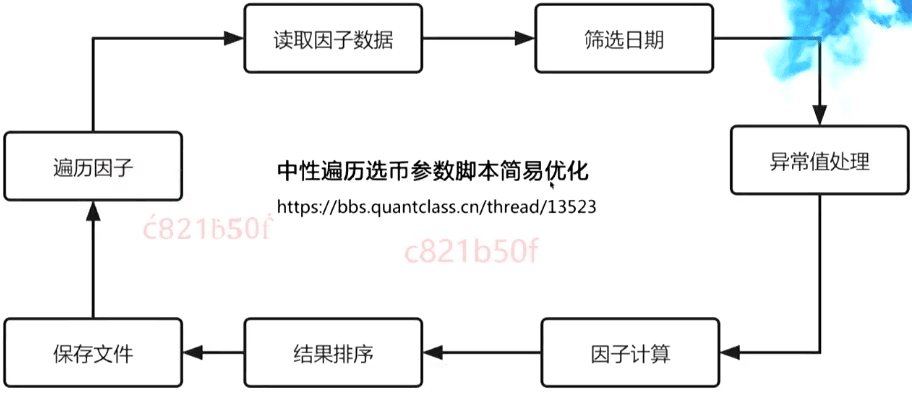 读取因子数据
筛选日期
遍历因子
异常值处理
中性遍历选币参数脚本简易优化
https://bbs.quantclass.cn/thread/13523
c821b50f
c821b50f
保存文件
结果排序
因子计算